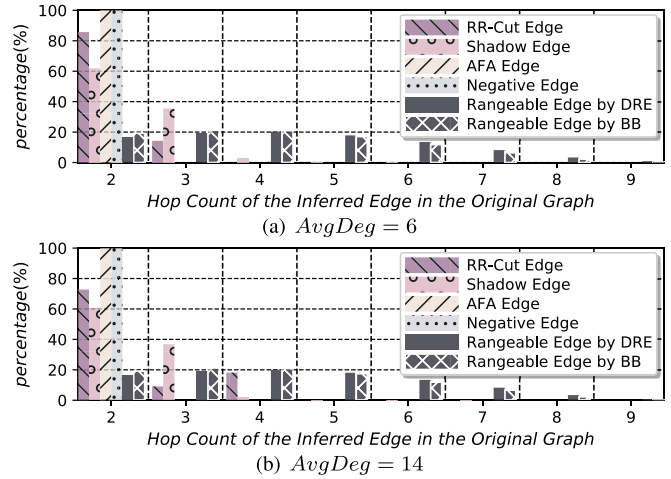 100
80
60
40
20
0
percentage(%)
RR-Cut Edge
Shadow Edge
AFA Edge
Negative Edge
Rangeable Edge by DRE
Rangeable Edge by BB
2 3 4 5 6 7 8 9
Hop Count of the Inferred Edge in the Original Graph
(a) AvgDeg = 6
100
80
60
40
20
0
percentage(%)
RR-Cut Edge
Shadow Edge
AFA Edge
Negative Edge
Rangeable Edge by DRE
Rangeable Edge by BB
2 3 4 5 6 7 8 9
Hop Count of the Inferred Edge in the Original Graph
(b) AvgDeg = 14